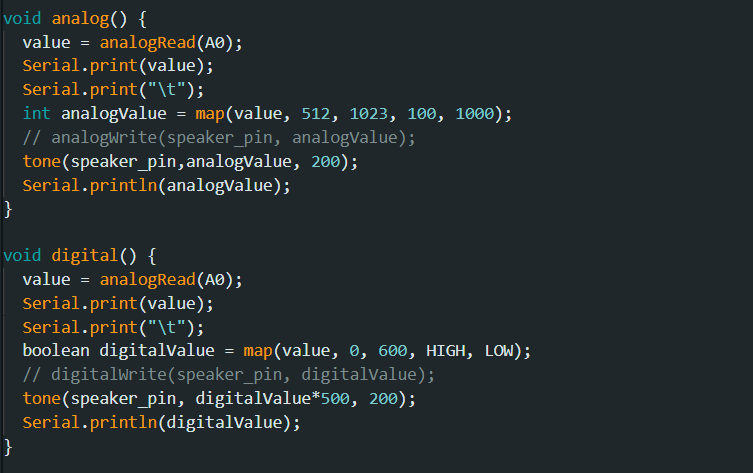 void analog() {
  value = analogRead(A0);
  Serial.print(value);
  Serial.print("\t");
  int analogValue = map(value, 512, 1023, 100, 1000);
  // analogWrite(speaker_pin, analogValue);
  tone(speaker_pin,analogValue, 200);
  Serial.println(analogValue);
}

void digital() {
  value = analogRead(A0);
  Serial.print(value);
  Serial.print("\t");
  boolean digitalValue = map(value, 0, 600, HIGH, LOW);
  // digitalWrite(speaker_pin, digitalValue);
  tone(speaker_pin, digitalValue*500, 200);
  Serial.println(digitalValue);
}